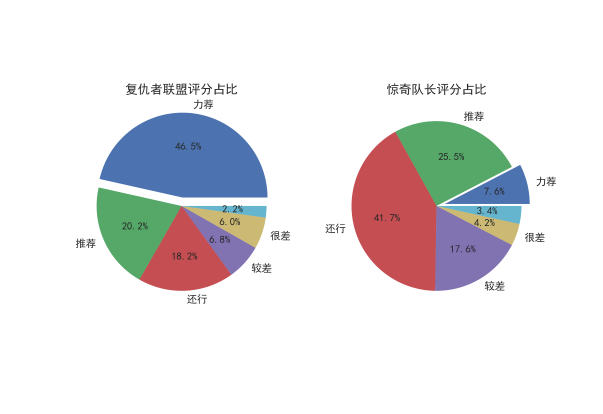 复仇者联盟评分占比
力荐
46.5%
推荐
20.2%
还行
18.2%
较差
6.8%
很差
6.0%
2.2%
惊奇队长评分占比
力荐
7.6%
推荐
25.5%
还行
41.7%
较差
17.6%
很差
4.2%
3.4%